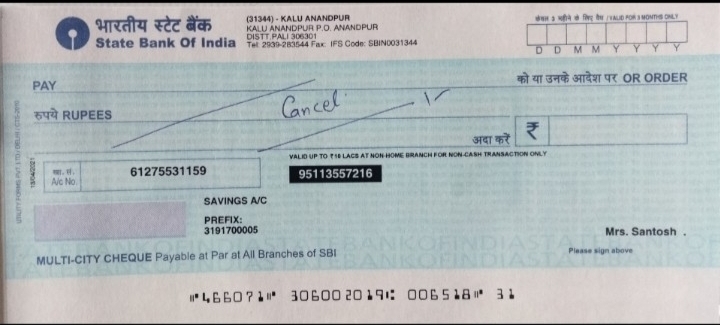 भारतीय स्टेट बैंक
State Bank Of India
(31344) - KALU ANANDPUR
KALU ANANDPUR P.O. ANANDPUR
DISTT.PALI 306301
Tel: 2939-283544 Fax: IFS Code: SBIN0031344
केवल 3 महीने के लिए वैध / VALID FOR 3 MONTHS ONLY
D D M M Y Y Y Y
PAY
को या उनके आदेश पर OR ORDER
रुपये RUPEES
Cancel
अदा करें ₹
VALID UP TO ₹10 LACS AT NON-HOME BRANCH FOR NON-CASH TRANSACTION ONLY
खा. सं.
A/c No.
61275531159
95113557216
SAVINGS A/C
PREFIX:
3191700005
Mrs. Santosh .
Please sign above
MULTI-CITY CHEQUE Payable at Par at All Branches of SBI
⑈466071⑈ 306002019⑆ 006518⑈ 31